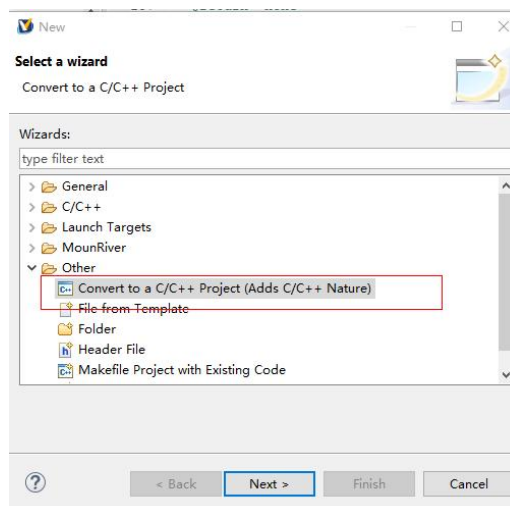 New
Select a wizard
Convert to a C/C++ Project
Wizards:
type filter text
General
C/C++
Launch Targets
MounRiver
Other
Convert to a C/C++ Project (Adds C/C++ Nature)
File from Template
Folder
Header File
Makefile Project with Existing Code
? < Back Next > Finish Cancel